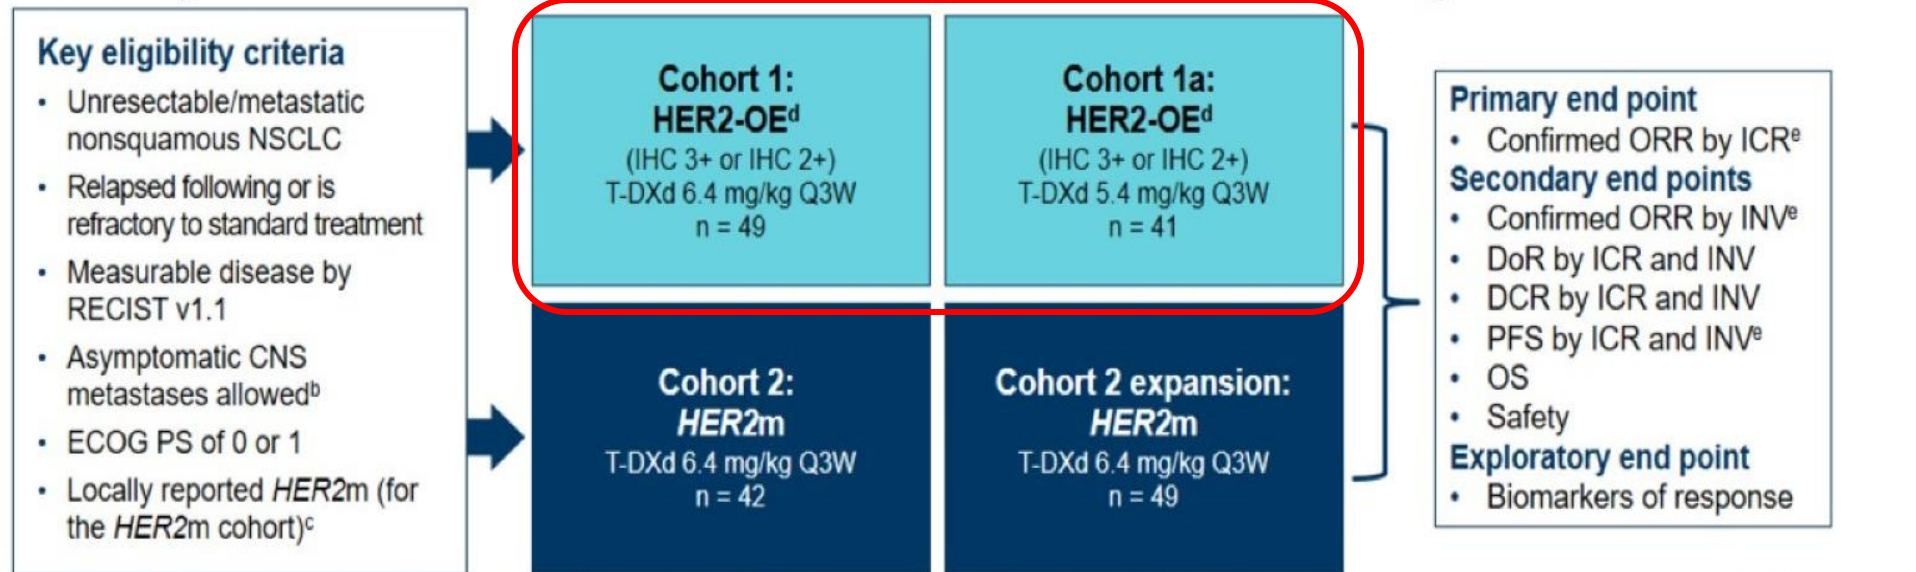 Key eligibility criteria
• Unresectable/metastatic
nonsquamous NSCLC
• Relapsed following or is
refractory to standard treatment
• Measurable disease by
RECIST v1.1
• Asymptomatic CNS
metastases allowedᵇ
• ECOG PS of 0 or 1
• Locally reported HER2m (for
the HER2m cohort)ᶜ
Cohort 1:
HER2-OEᵈ
(IHC 3+ or IHC 2+)
T-DXd 6.4 mg/kg Q3W
n = 49
Cohort 1a:
HER2-OEᵈ
(IHC 3+ or IHC 2+)
T-DXd 5.4 mg/kg Q3W
n = 41
Cohort 2:
HER2m
T-DXd 6.4 mg/kg Q3W
n = 42
Cohort 2 expansion:
HER2m
T-DXd 6.4 mg/kg Q3W
n = 49
Primary end point
• Confirmed ORR by ICRᵉ
Secondary end points
• Confirmed ORR by INVᵉ
• DoR by ICR and INV
• DCR by ICR and INV
• PFS by ICR and INVᵉ
• OS
• Safety
Exploratory end point
• Biomarkers of response